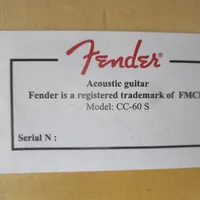 Fender
Acoustic guitar
Fender is a registered trademark of FMCI
Model: CC-60 S
Serial N :